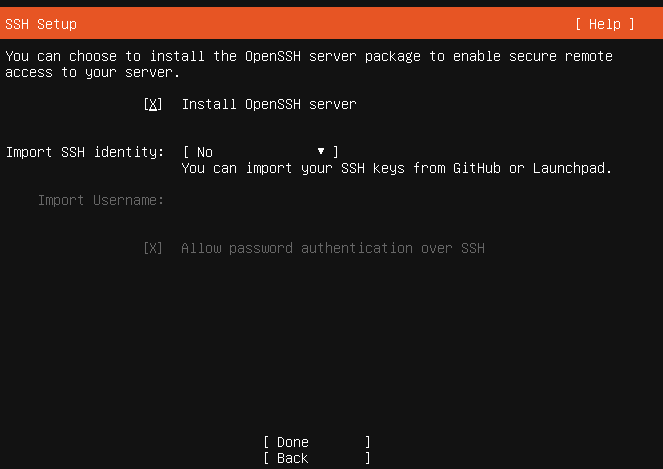 SSH Setup [ Help ]
You can choose to install the OpenSSH server package to enable secure remote
access to your server.
[X] Install OpenSSH server
Import SSH identity: [ No ▾ ]
You can import your SSH keys from GitHub or Launchpad.
Import Username:
[X] Allow password authentication over SSH
[ Done ]
[ Back ]